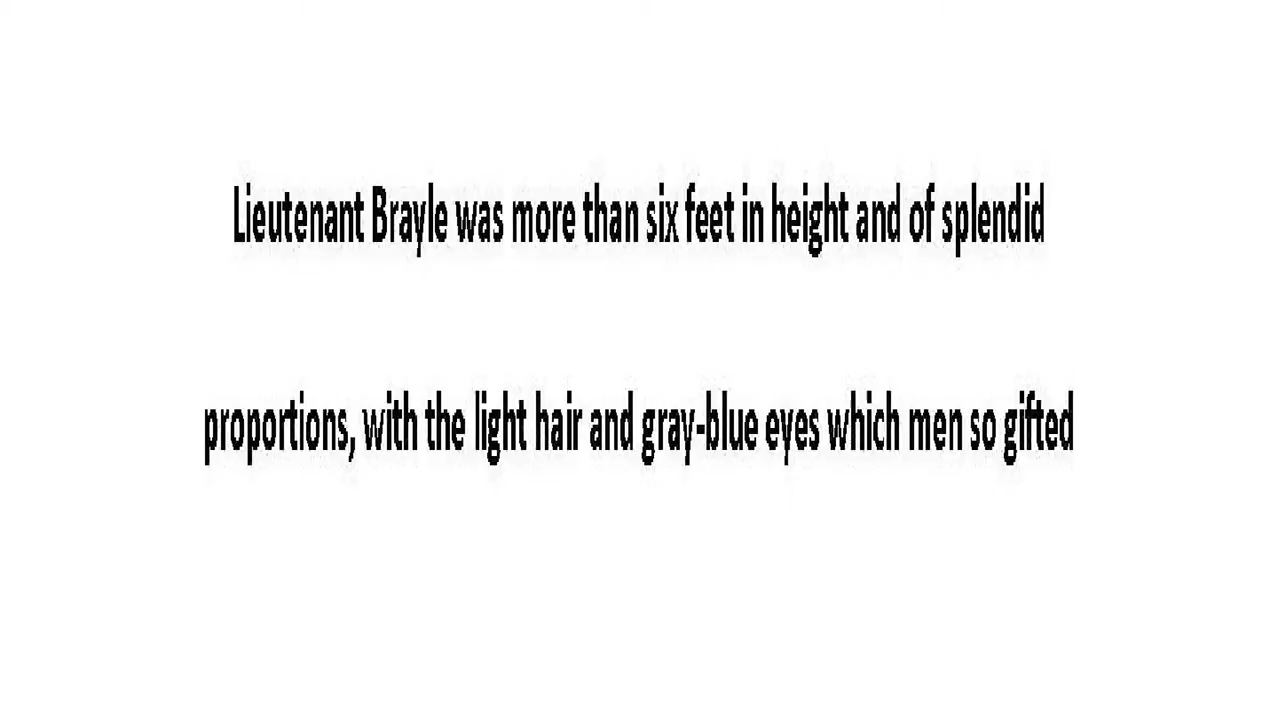 Lieutenant Brayle was more than six feet in height and of splendid
proportions, with the light hair and gray-blue eyes which men so gifted